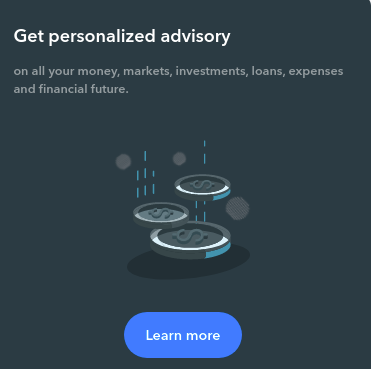 Get personalized advisory
on all your money, markets, investments, loans, expenses
and financial future.
Learn more